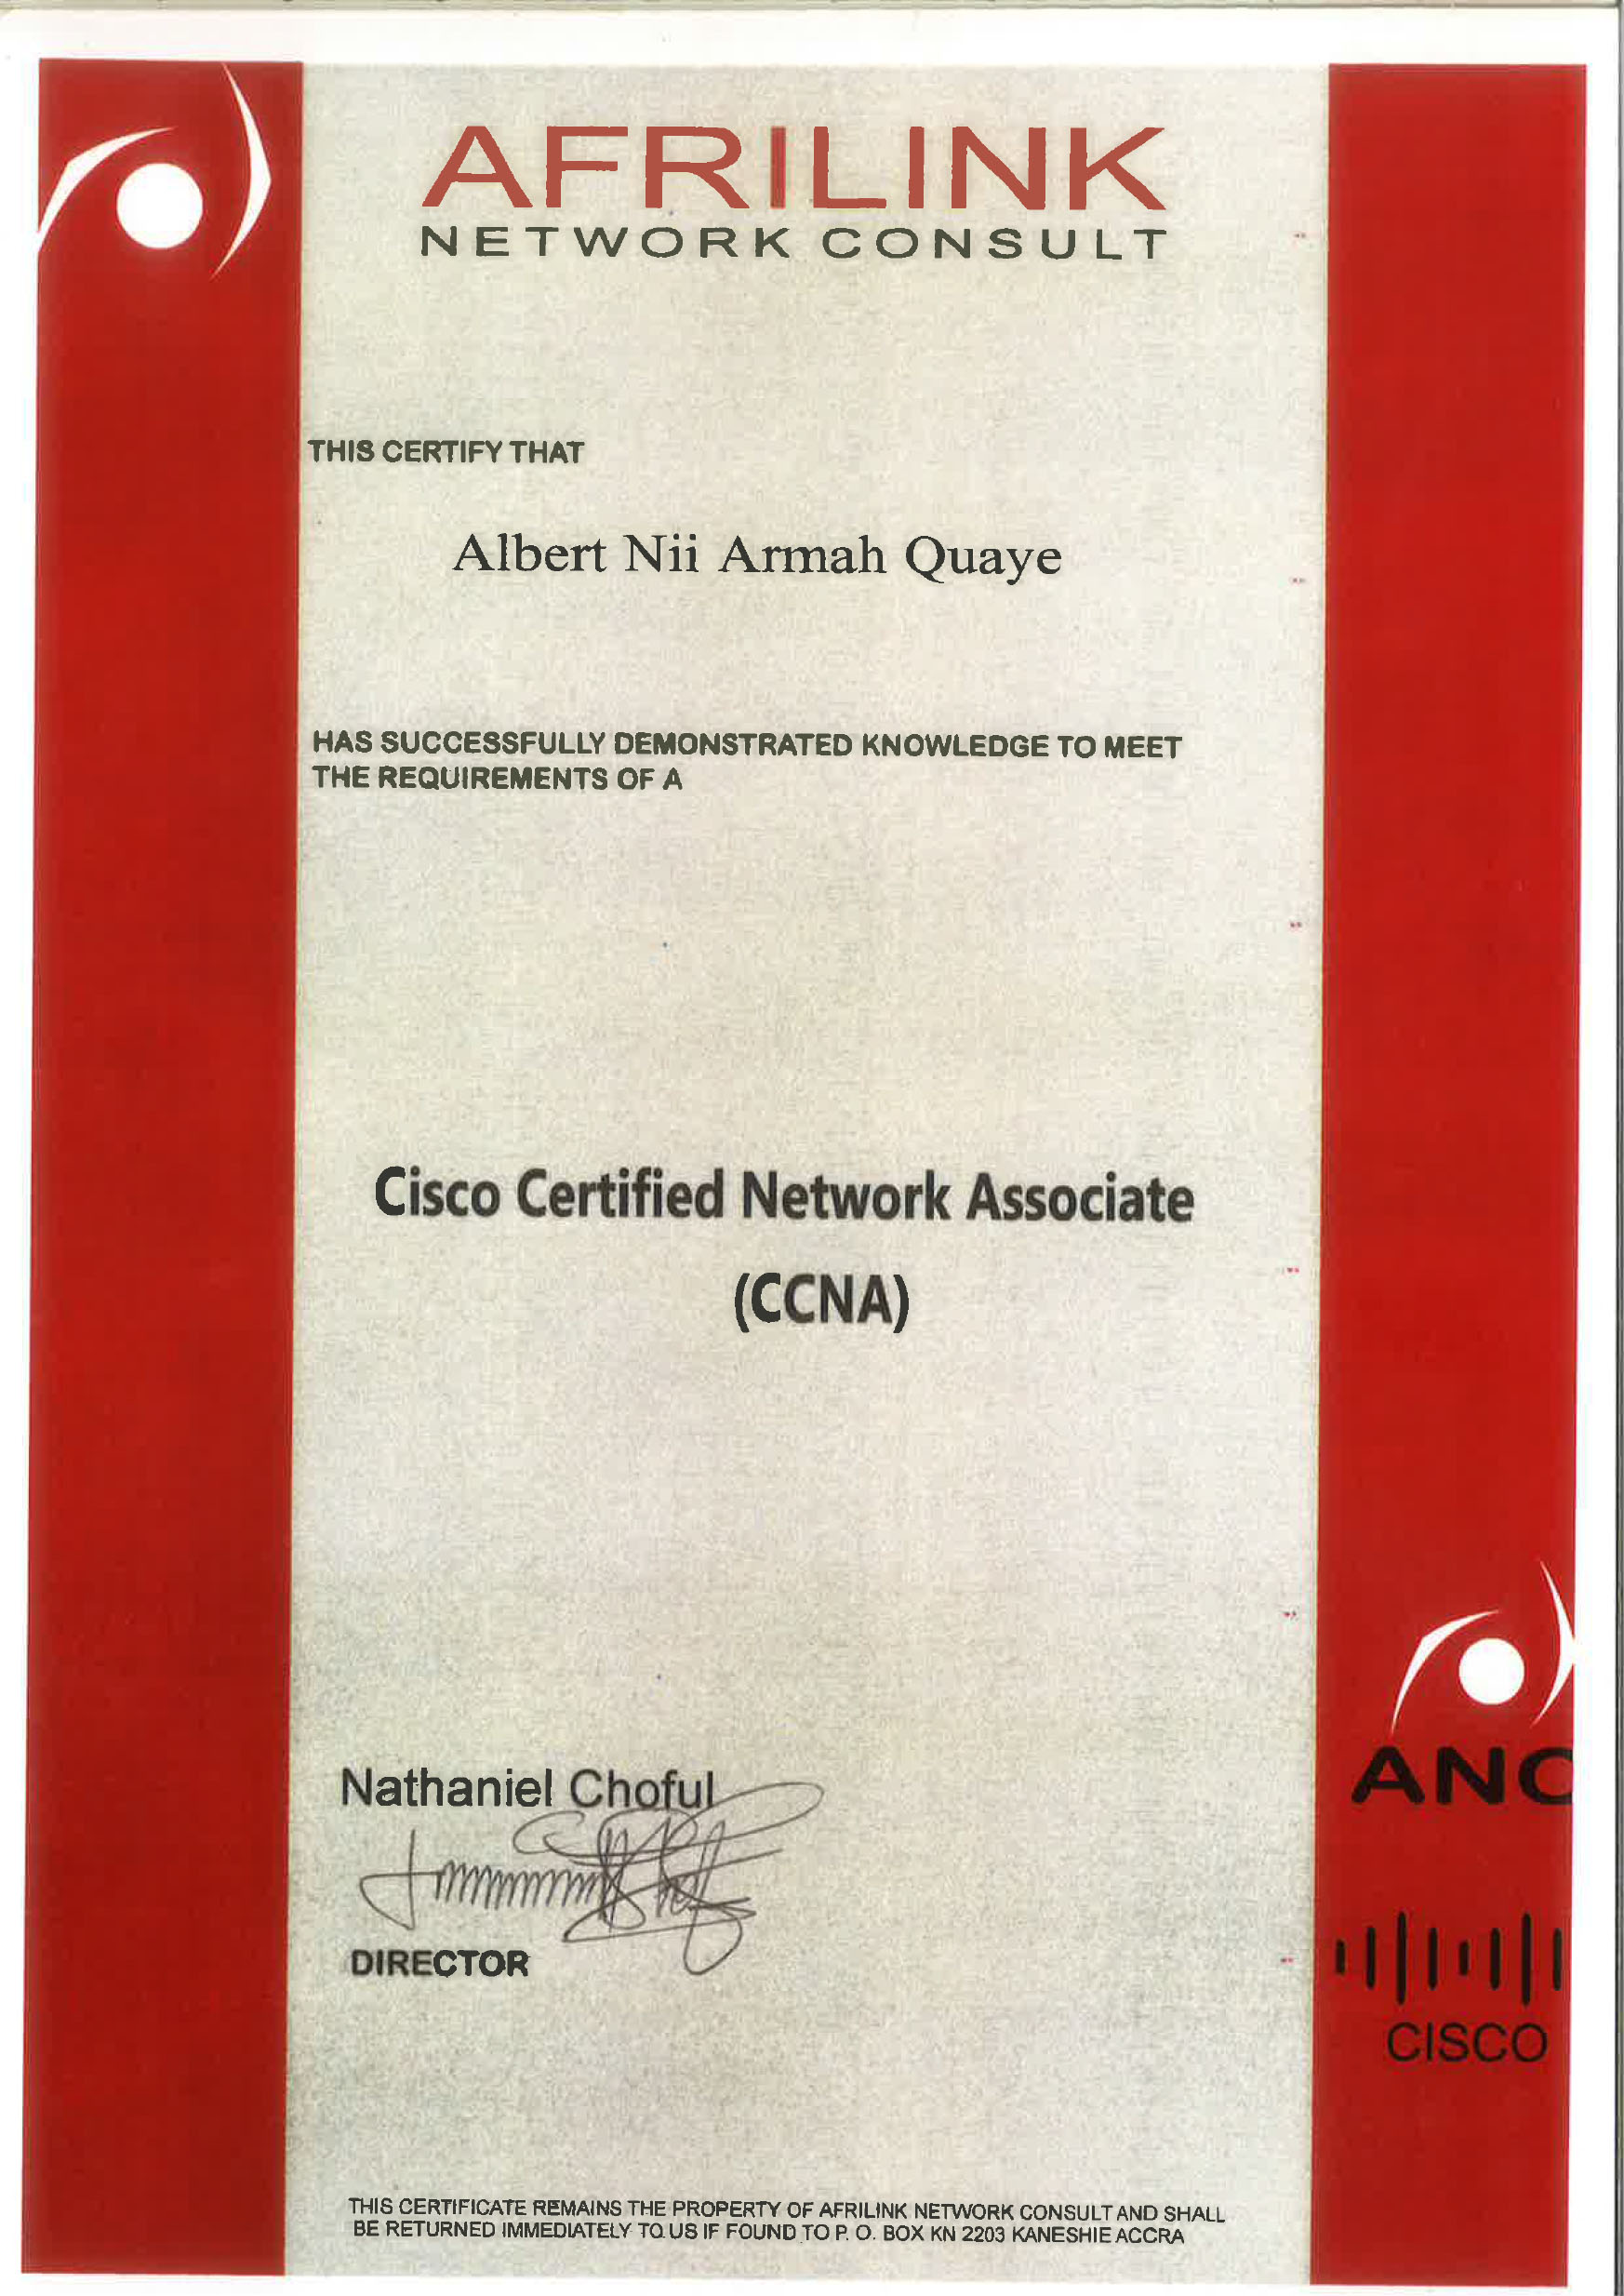 AFRILINK
NETWORK CONSULT
THIS CERTIFY THAT
Albert Nii Armah Quaye
HAS SUCCESSFULLY DEMONSTRATED KNOWLEDGE TO MEET
THE REQUIREMENTS OF A
Cisco Certified Network Associate
(CCNA)
Nathaniel Choful
DIRECTOR
ANC
CISCO
THIS CERTIFICATE REMAINS THE PROPERTY OF AFRILINK NETWORK CONSULT AND SHALL
BE RETURNED IMMEDIATELY TO US IF FOUND TO P. O. BOX KN 2203 KANESHIE ACCRA